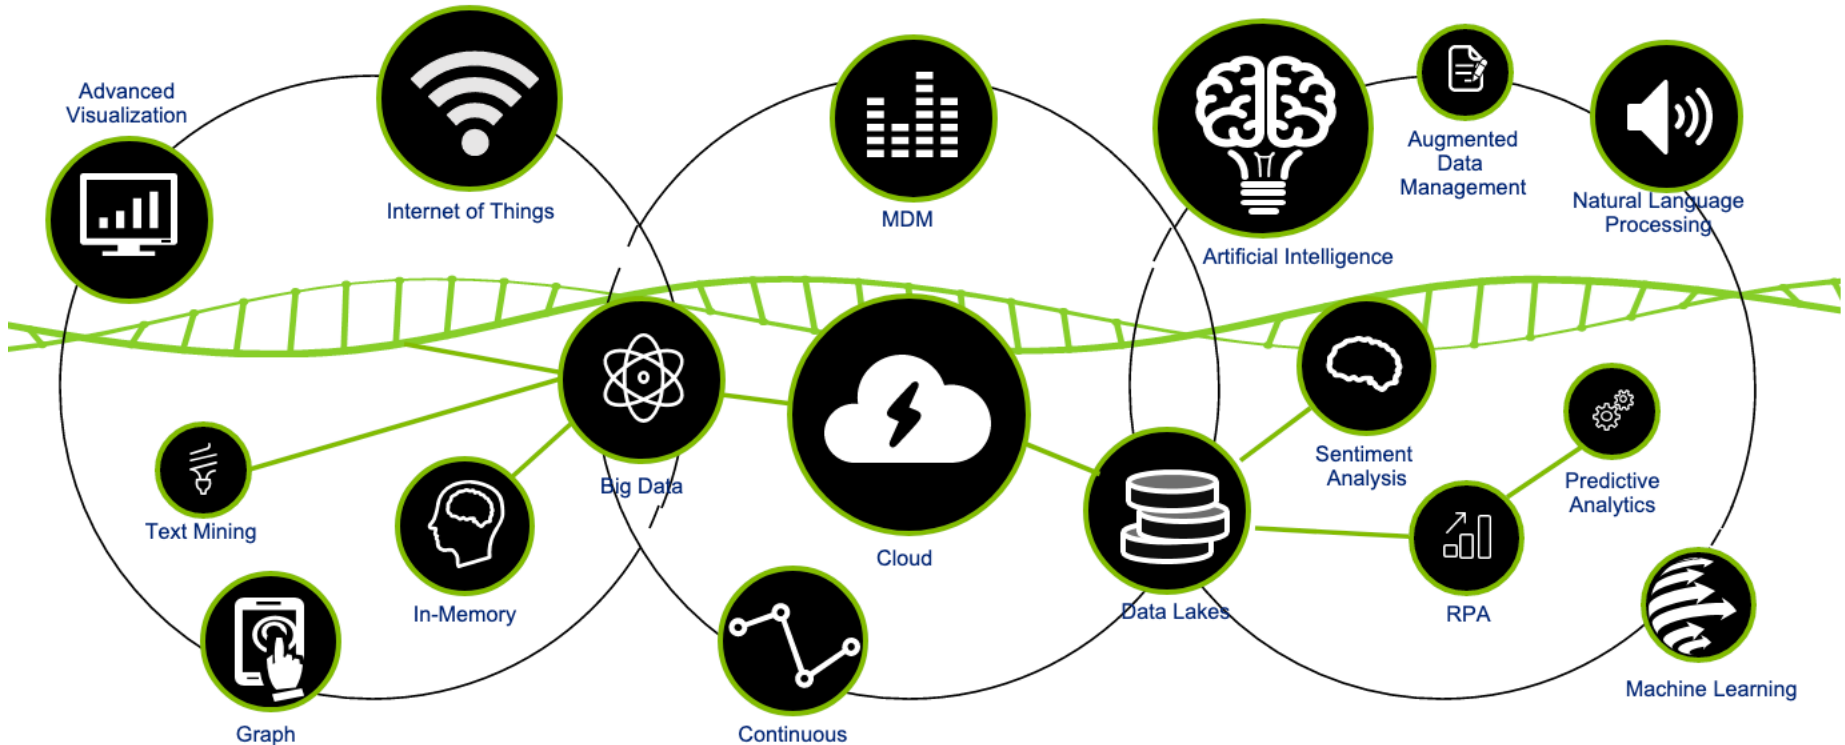 Advanced
Visualization
Internet of Things
MDM
Artificial Intelligence
Augmented
Data
Management
Natural Language
Processing
Text Mining
In-Memory
Big Data
Cloud
Data Lakes
Sentiment
Analysis
Predictive
Analytics
RPA
Graph
Continuous
Machine Learning